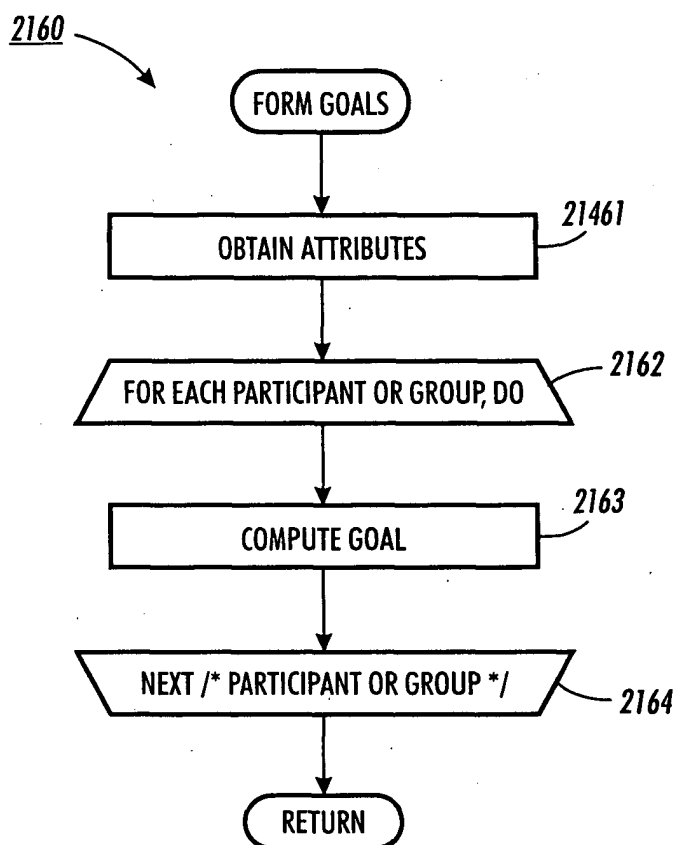 2160
FORM GOALS
21461
OBTAIN ATTRIBUTES
2162
FOR EACH PARTICIPANT OR GROUP, DO
2163
COMPUTE GOAL
NEXT /* PARTICIPANT OR GROUP */
2164
RETURN